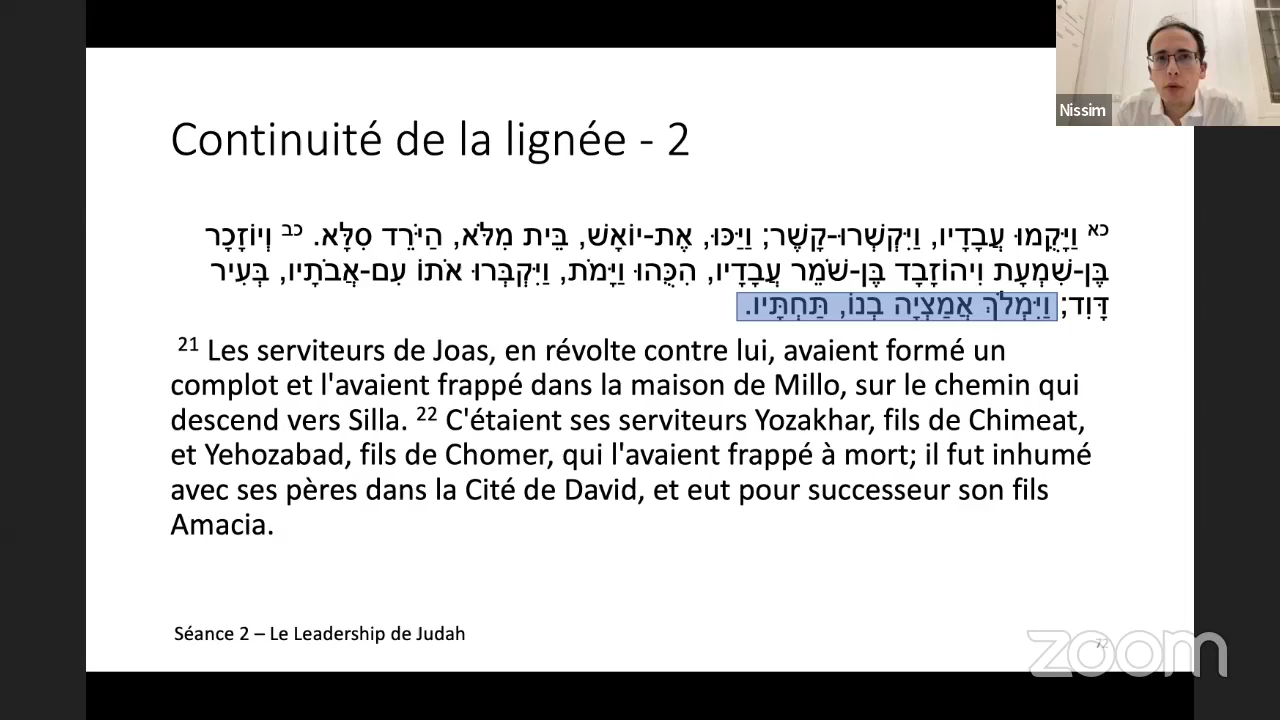 Nissim
Continuité de la lignée - 2
כא וַיָּקֻמוּ עֲבָדָיו, וַיִּקְשְׁרוּ-קָשֶׁר; וַיַּכּוּ, אֶת-יוֹאָשׁ, בֵּית מִלֹּא, הַיֹּרֵד סִלָּא. כב וְיוֹזָכָר
בֶּן-שִׁמְעָת וִיהוֹזָבָד בֶּן-שֹׁמֵר עֲבָדָיו, הִכֻּהוּ וַיָּמֹת, וַיִּקְבְּרוּ אֹתוֹ עִם-אֲבֹתָיו, בְּעִיר
דָּוִד; וַיִּמְלֹךְ אֲמַצְיָה בְנוֹ, תַּחְתָּיו.
21 Les serviteurs de Joas, en révolte contre lui, avaient formé un
complot et l'avaient frappé dans la maison de Millo, sur le chemin qui
descend vers Silla. 22 C'étaient ses serviteurs Yozakhar, fils de Chimeat,
et Yehozabad, fils de Chomer, qui l'avaient frappé à mort; il fut inhumé
avec ses pères dans la Cité de David, et eut pour successeur son fils
Amacia.
Séance 2 – Le Leadership de Judah
72
zoom